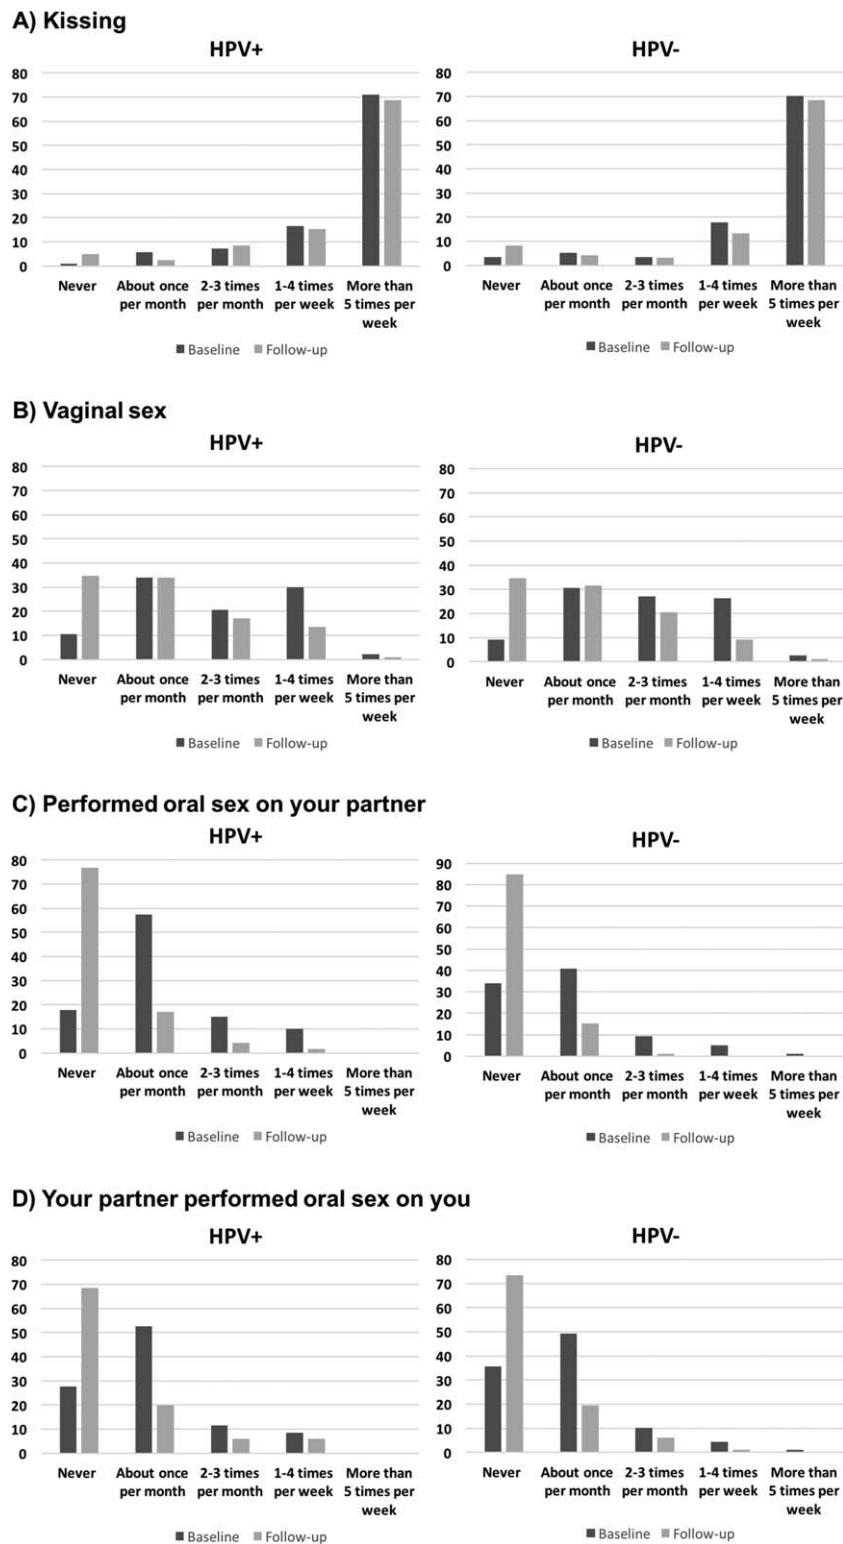 A) Kissing
HPV+
80
70
60
50
40
30
20
10
0
Never
About once
per month
2-3 times
per month
1-4 times
per week
More than
5 times per
week
Baseline
Follow-up
HPV-
80
70
60
50
40
30
20
10
0
Never
About once
per month
2-3 times
per month
1-4 times
per week
More than
5 times per
week
Baseline
Follow-up
B) Vaginal sex
HPV+
80
70
60
50
40
30
20
10
0
Never
About once
per month
2-3 times
per month
1-4 times
per week
More than
5 times per
week
Baseline
Follow-up
HPV-
80
70
60
50
40
30
20
10
0
Never
About once
per month
2-3 times
per month
1-4 times
per week
More than
5 times per
week
Baseline
Follow-up
C) Performed oral sex on your partner
HPV+
80
70
60
50
40
30
20
10
0
Never
About once
per month
2-3 times
per month
1-4 times
per week
More than
5 times per
week
Baseline
Follow-up
HPV-
90
80
70
60
50
40
30
20
10
0
Never
About once
per month
2-3 times
per month
1-4 times
per week
More than
5 times per
week
Baseline
Follow-up
D) Your partner performed oral sex on you
HPV+
80
70
60
50
40
30
20
10
0
Never
About once
per month
2-3 times
per month
1-4 times
per week
More than
5 times per
week
Baseline
Follow-up
HPV-
80
70
60
50
40
30
20
10
0
Never
About once
per month
2-3 times
per month
1-4 times
per week
More than
5 times per
week
Baseline
Follow-up